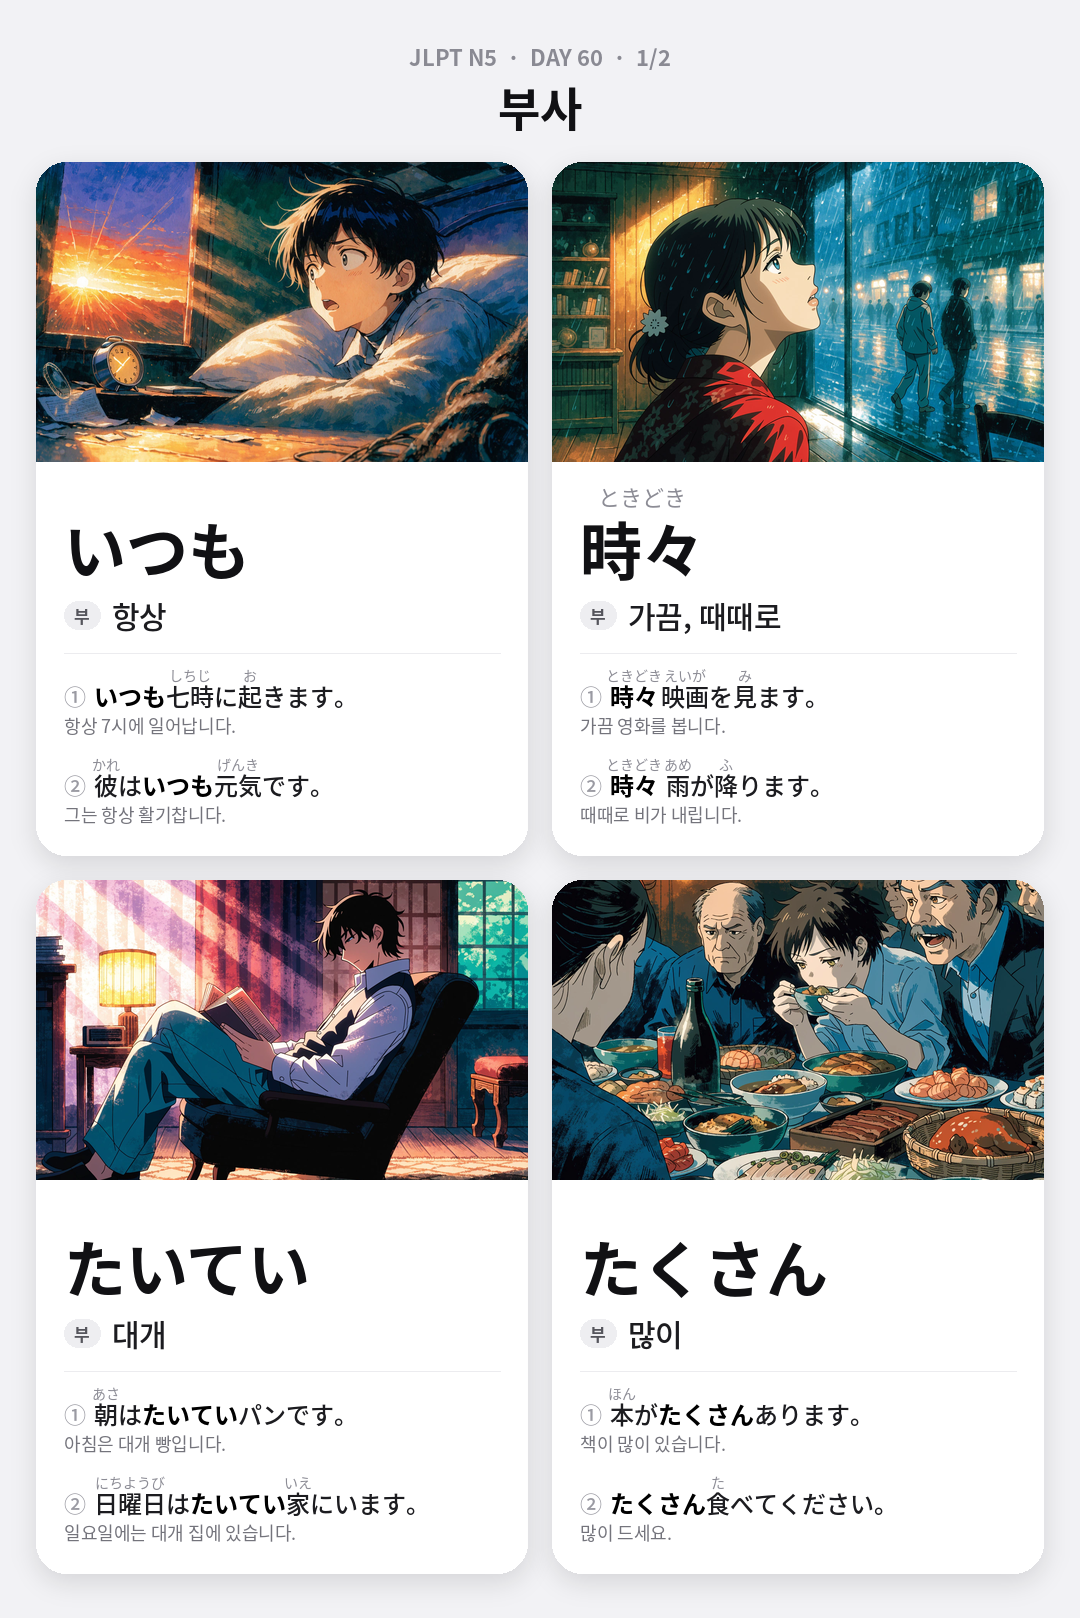 JLPT N5 · DAY 60 · 1/2
부사
いつも
부 항상
しちじ お
① いつも七時に起きます。
항상 7시에 일어납니다.
かれ げんき
② 彼はいつも元気です。
그는 항상 활기찹니다.
ときどき
時々
부 가끔, 때때로
ときどき えいが み
① 時々映画を見ます。
가끔 영화를 봅니다.
ときどき あめ ふ
② 時々 雨が降ります。
때때로 비가 내립니다.
たいてい
부 대개
あさ
① 朝はたいていパンです。
아침은 대개 빵입니다.
にちようび いえ
② 日曜日はたいてい家にいます。
일요일에는 대개 집에 있습니다.
たくさん
부 많이
ほん
① 本がたくさんあります。
책이 많이 있습니다.
た
② たくさん食べてください。
많이 드세요.